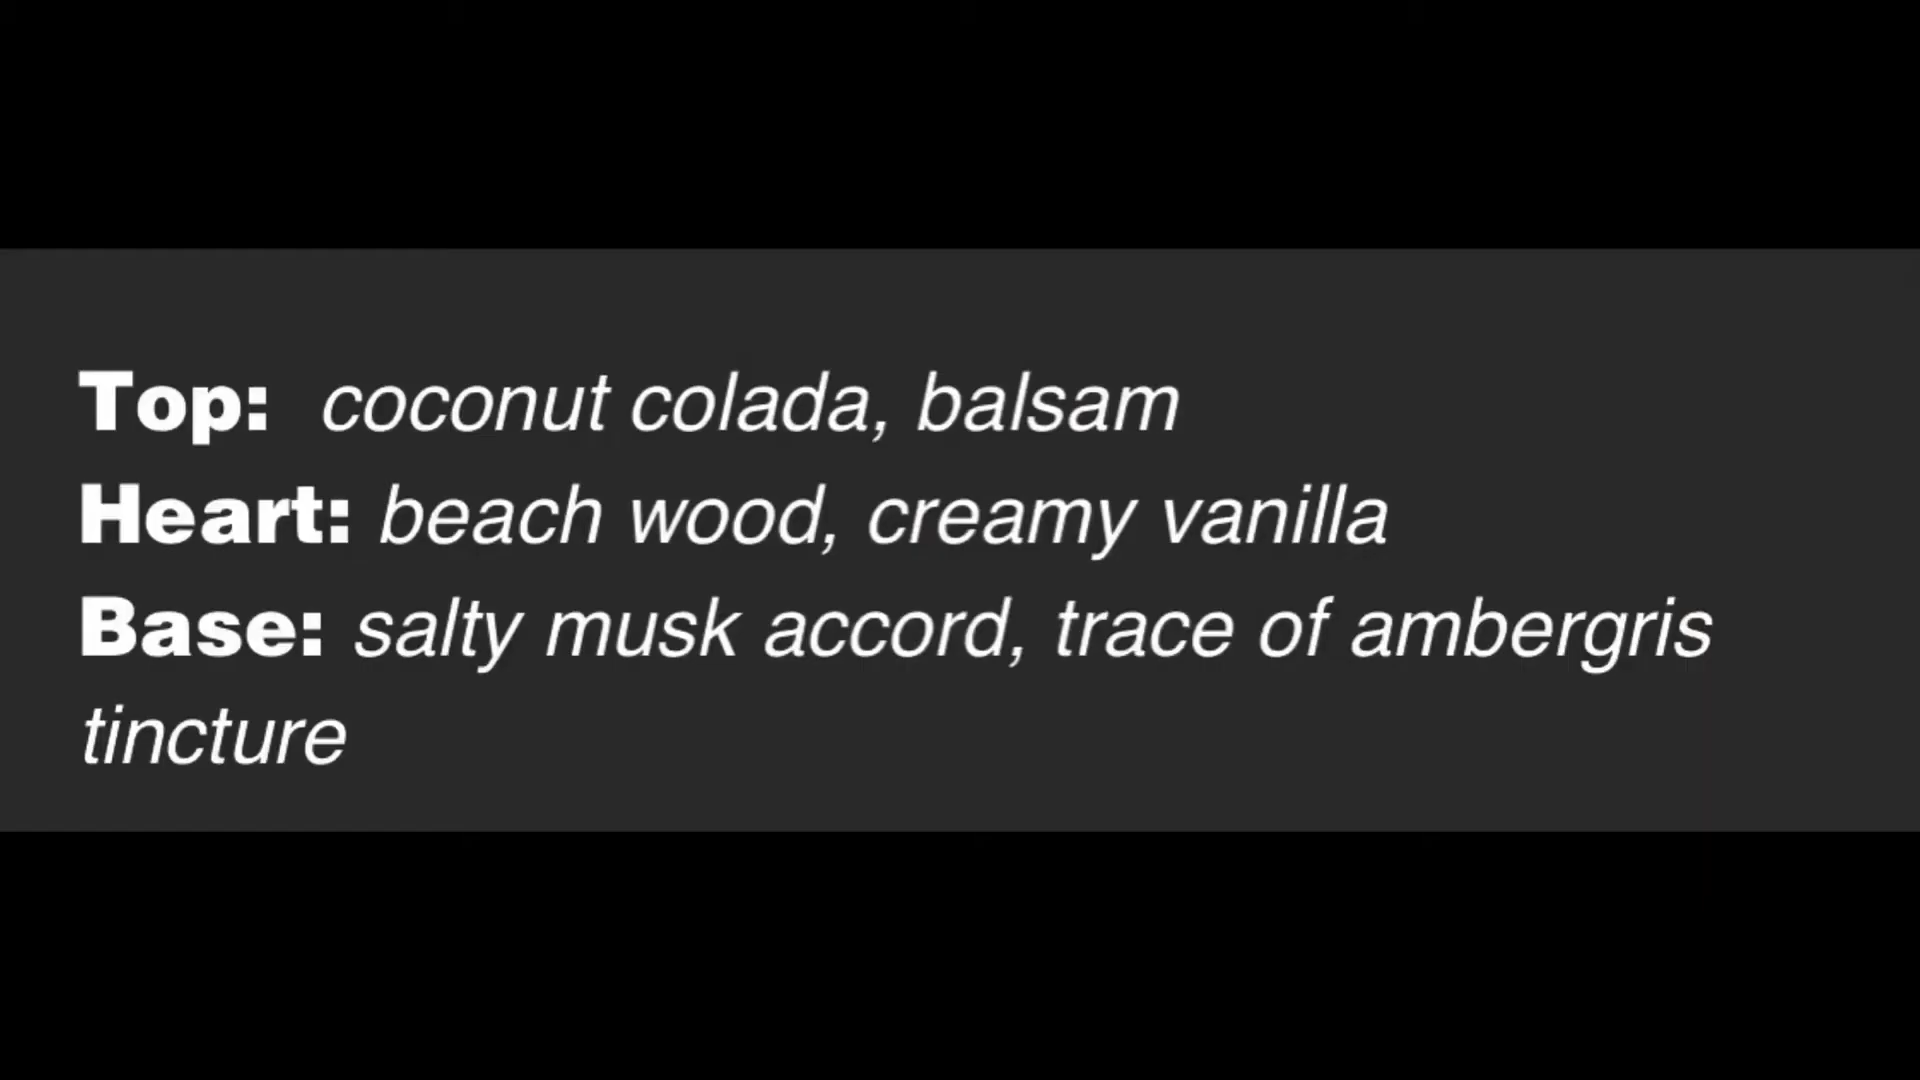 Top: coconut colada, balsam
Heart: beach wood, creamy vanilla
Base: salty musk accord, trace of ambergris
tincture